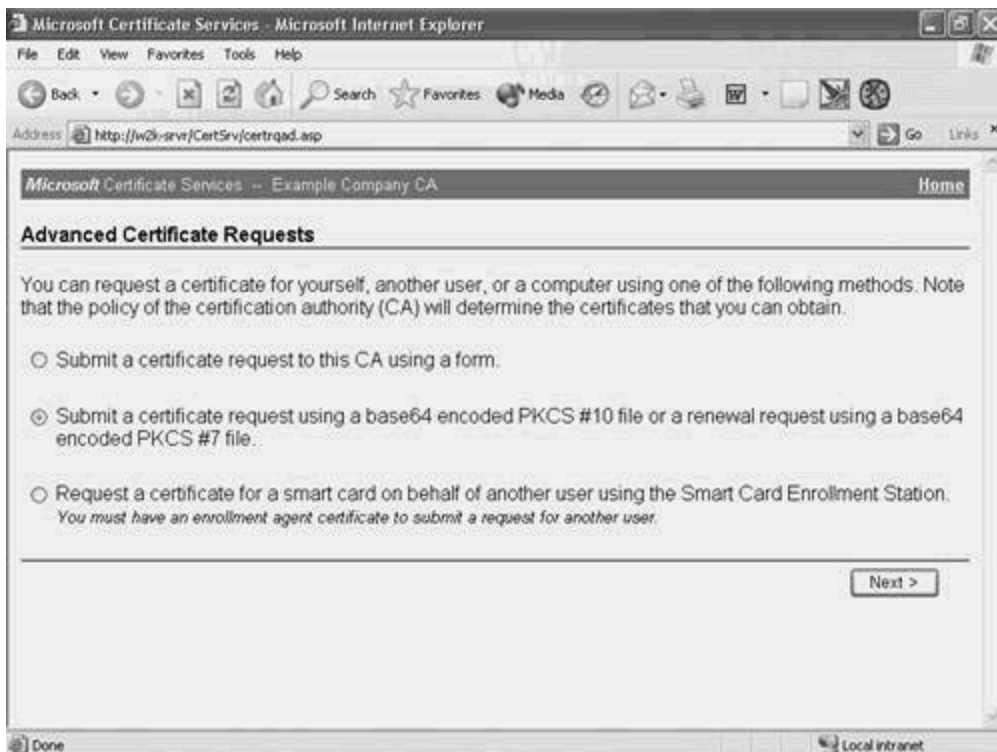 Microsoft Certificate Services - Microsoft Internet Explorer
File Edit View Favorites Tools Help
Back Search Favorites Media
Address http://w2k-srvr/CertSrv/certrqad.asp Go Links
Microsoft Certificate Services -- Example Company CA Home
Advanced Certificate Requests
You can request a certificate for yourself, another user, or a computer using one of the following methods. Note
that the policy of the certification authority (CA) will determine the certificates that you can obtain.
Submit a certificate request to this CA using a form.
Submit a certificate request using a base64 encoded PKCS #10 file or a renewal request using a base64
encoded PKCS #7 file.
Request a certificate for a smart card on behalf of another user using the Smart Card Enrollment Station.
You must have an enrollment agent certificate to submit a request for another user.
Next >
Done Local intranet